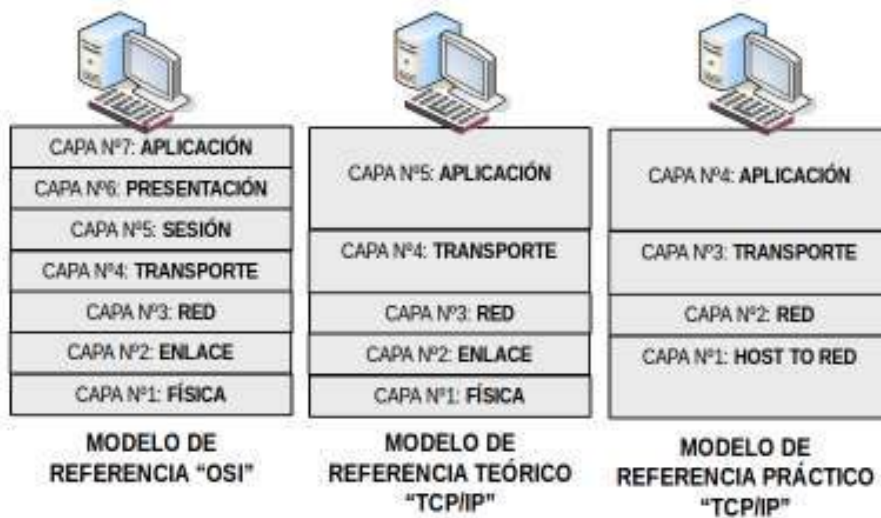 CAPA Nº7: APLICACIÓN
CAPA Nº6: PRESENTACIÓN
CAPA Nº5: SESIÓN
CAPA Nº4: TRANSPORTE
CAPA Nº3: RED
CAPA Nº2: ENLACE
CAPA Nº1: FÍSICA
MODELO DE
REFERENCIA “OSI”
CAPA Nº5: APLICACIÓN
CAPA Nº4: TRANSPORTE
CAPA Nº3: RED
CAPA Nº2: ENLACE
CAPA Nº1: FÍSICA
MODELO DE
REFERENCIA TEÓRICO
“TCP/IP”
CAPA Nº4: APLICACIÓN
CAPA Nº3: TRANSPORTE
CAPA Nº2: RED
CAPA Nº1: HOST TO RED
MODELO DE
REFERENCIA PRÁCTICO
“TCP/IP”